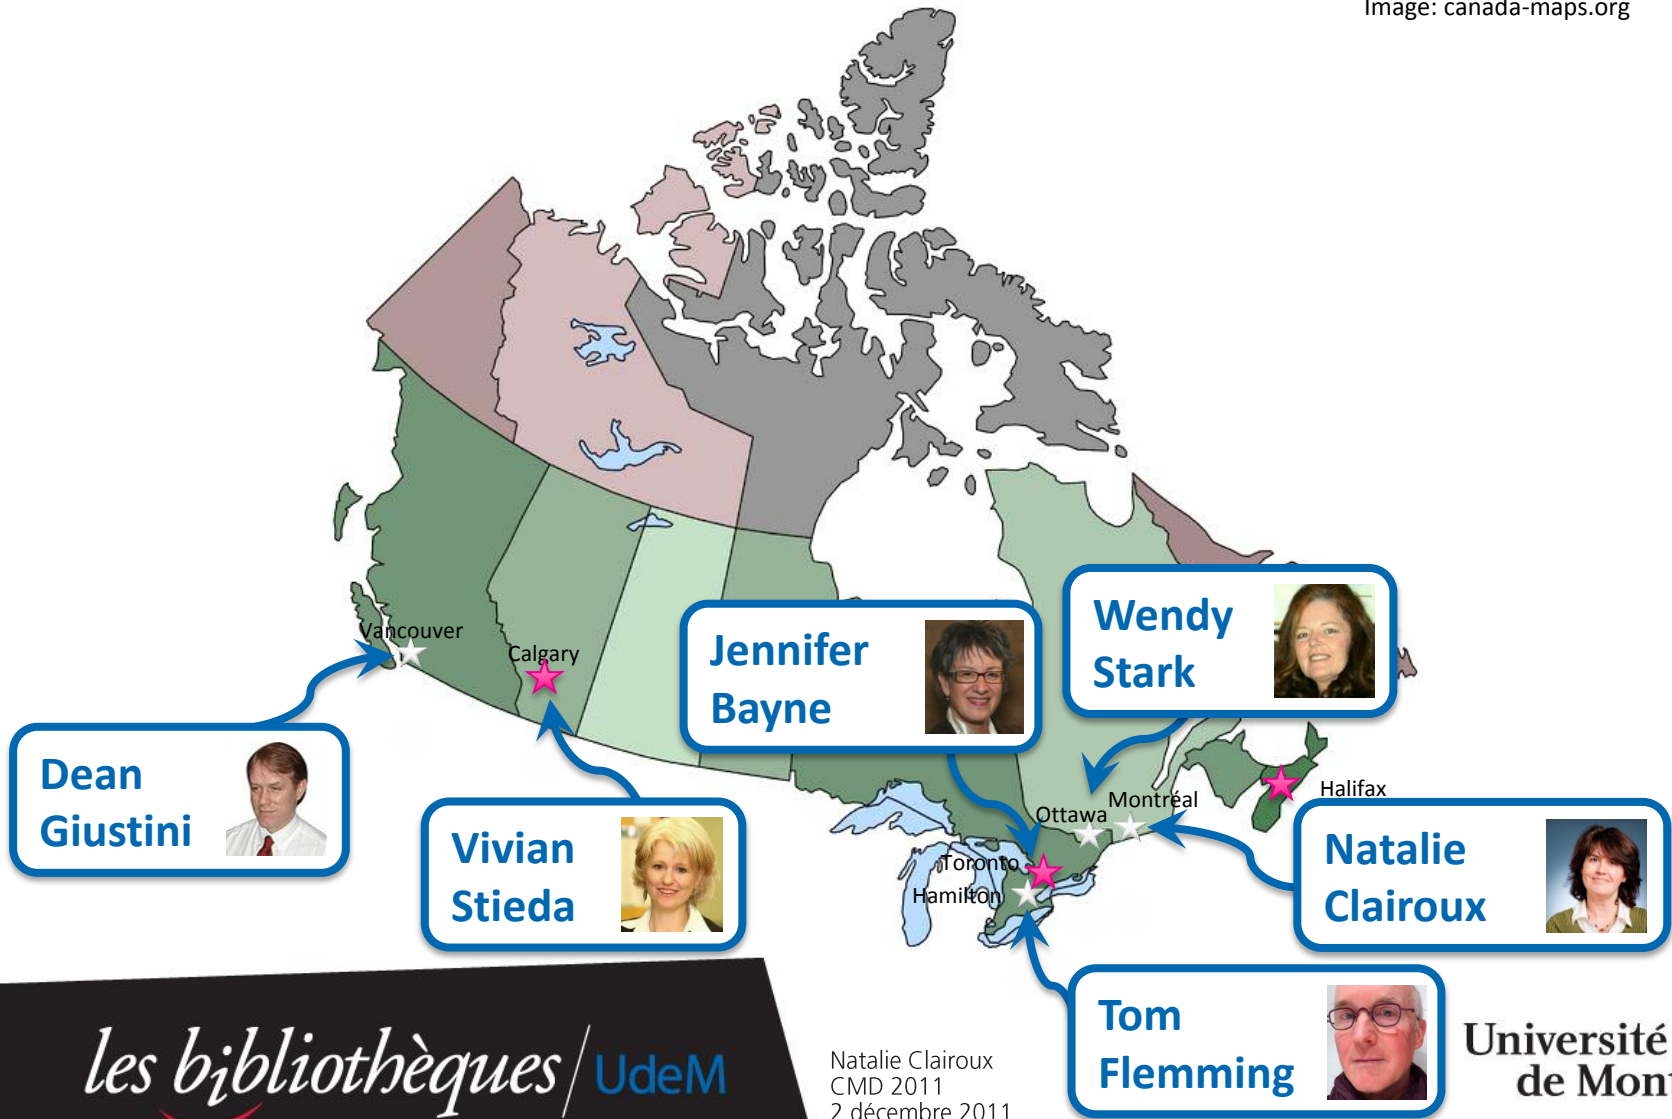 Image: canada-maps.org
Vancouver
Calgary
Jennifer
Bayne
Wendy
Stark
Dean
Giustini
Vivian
Stieda
Halifax
Montréal
Ottawa
Toronto
Hamilton
Natalie
Clairoux
Tom
Flemming
les bibliothèques/UdeM
Natalie Clairoux
CMD 2011
2 décembre 2011
Université
de Mont